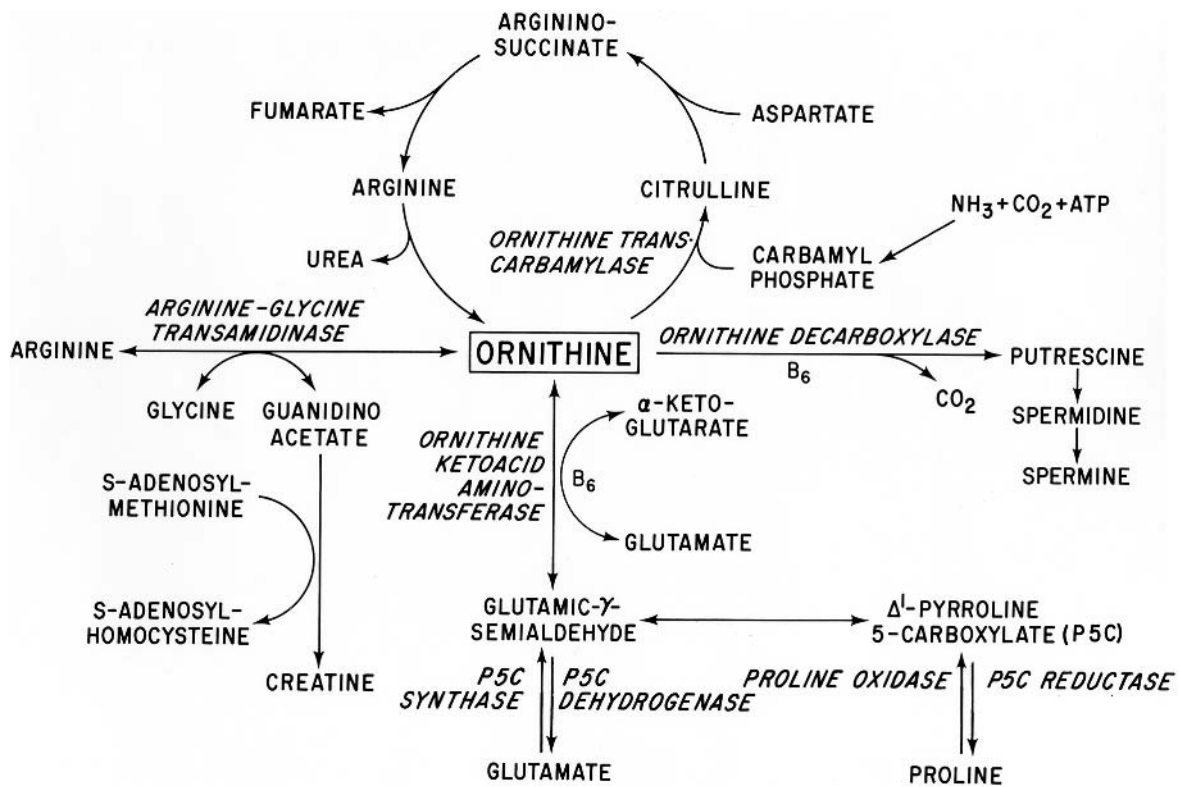 ARGININO-
SUCCINATE
FUMARATE
ASPARTATE
ARGININE
CITRULLINE
NH₃+CO₂+ATP
ORNITHINE TRANS-
CARBAMYLASE
UREA
CARBAMYL
PHOSPHATE
ARGININE-GLYCINE
TRANSAMIDINASE
ARGININE
ORNITHINE
ORNITHINE DECARBOXYLASE
B₆
CO₂
PUTRESCINE
SPERMIDINE
SPERMINE
GLYCINE
GUANIDINO
ACETATE
α-KETO-
GLUTARATE
ORNITHINE
KETOACID
AMINO-
TRANSFERASE
B₆
GLUTAMATE
S-ADENOSYL-
METHIONINE
S-ADENOSYL-
HOMOCYSTEINE
CREATINE
GLUTAMIC-γ-
SEMIALDEHYDE
Δ¹-PYRROLINE
5-CARBOXYLATE (P5C)
P5C
SYNTHASE
P5C
DEHYDROGENASE
PROLINE OXIDASE
P5C REDUCTASE
GLUTAMATE
PROLINE